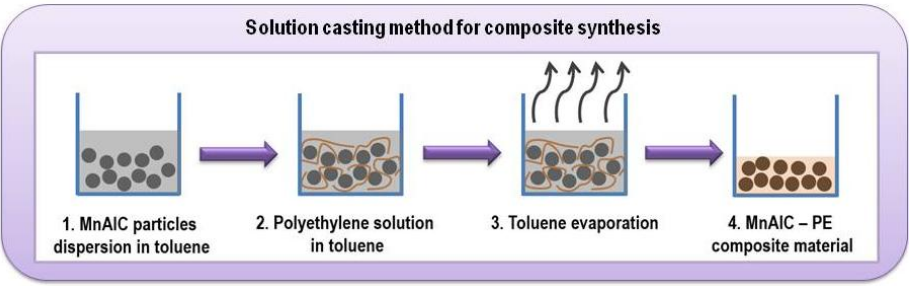 Solution casting method for composite synthesis
1. MnAlC particles
dispersion in toluene
2. Polyethylene solution
in toluene
3. Toluene evaporation
4. MnAlC – PE
composite material